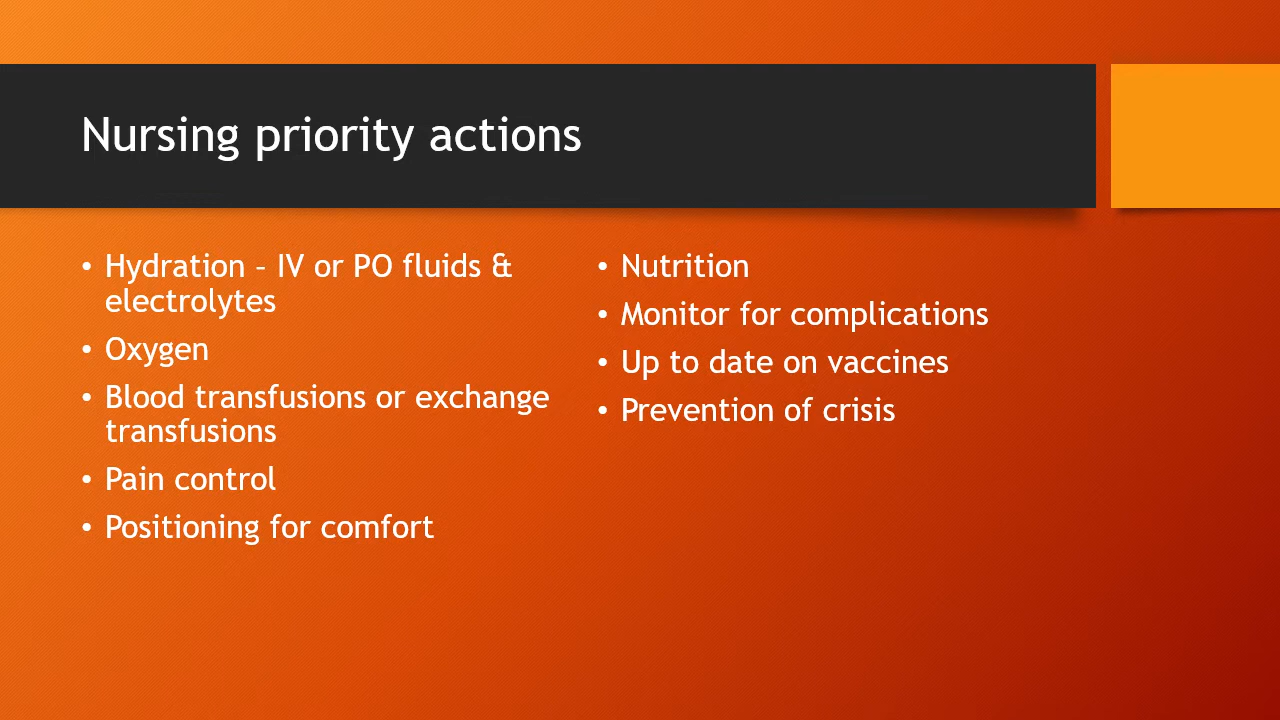 Nursing priority actions
• Hydration – IV or PO fluids &
electrolytes
• Oxygen
• Blood transfusions or exchange
transfusions
• Pain control
• Positioning for comfort
• Nutrition
• Monitor for complications
• Up to date on vaccines
• Prevention of crisis